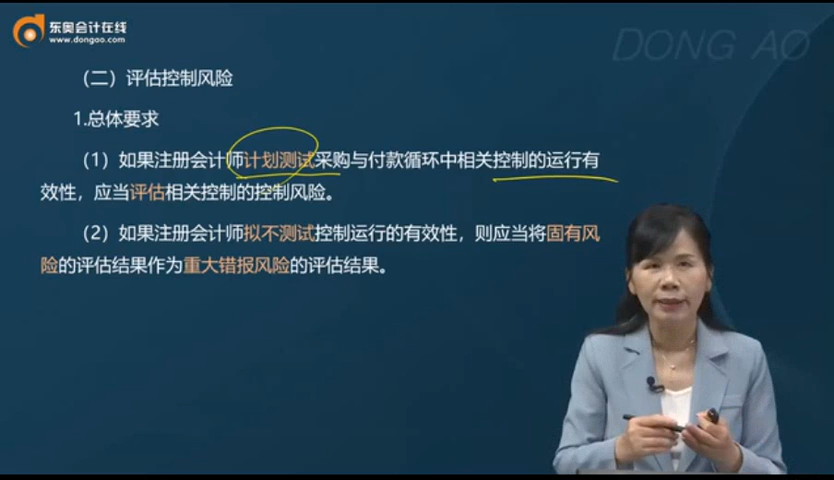 东奥会计在线
www.dongao.com
DONG AO
（二）评估控制风险
1.总体要求
（1）如果注册会计师计划测试采购与付款循环中相关控制的运行有
效性，应当评估相关控制的控制风险。
（2）如果注册会计师拟不测试控制运行的有效性，则应当将固有风
险的评估结果作为重大错报风险的评估结果。